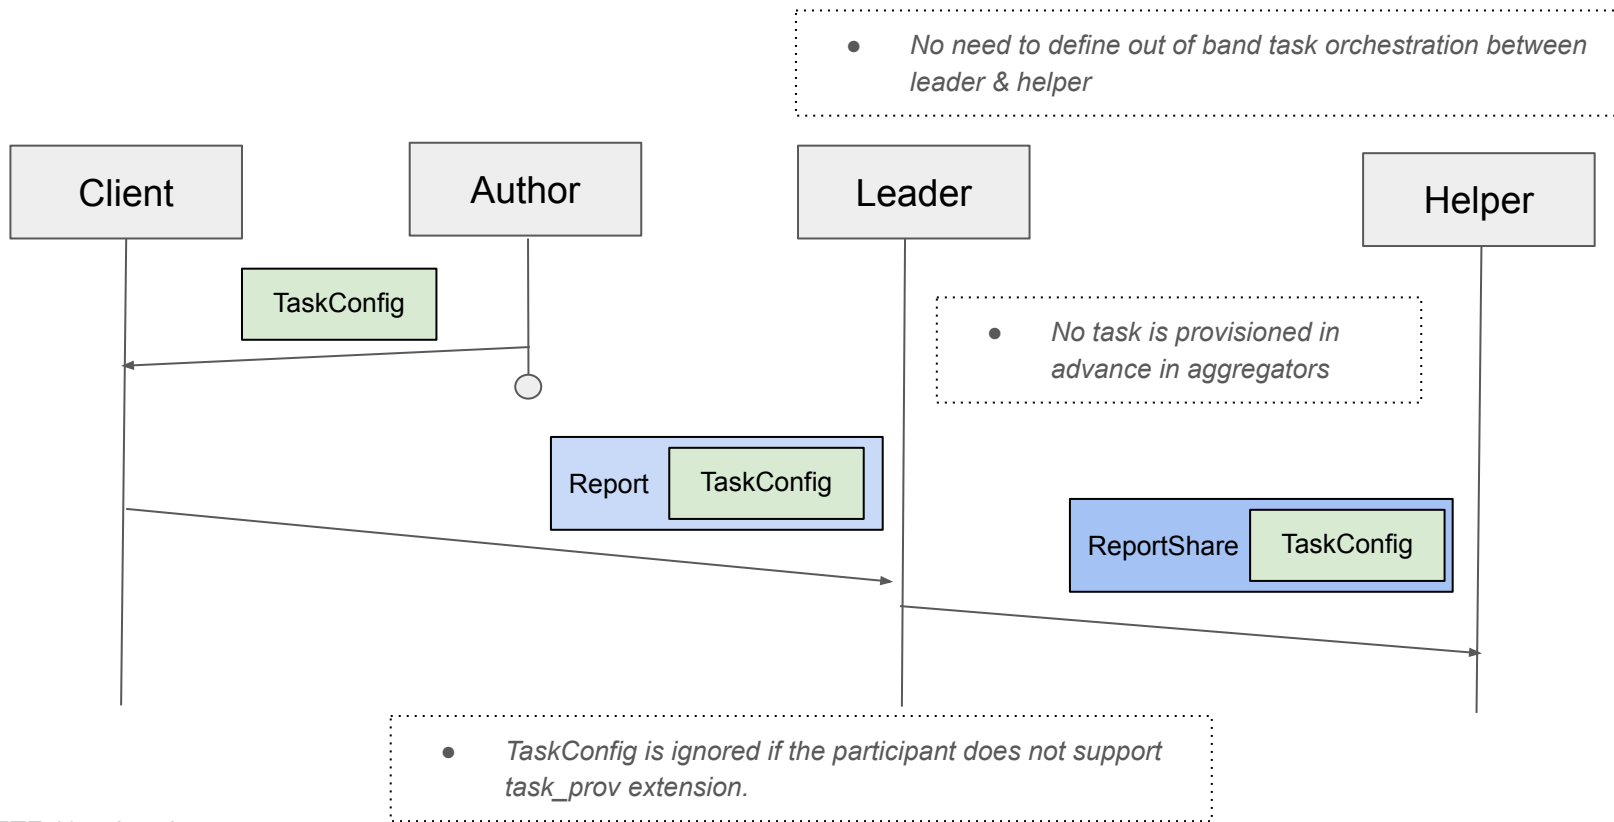 No need to define out of band task orchestration between
leader & helper
Client
Author
Leader
Helper
TaskConfig
No task is provisioned in
advance in aggregators
Report
TaskConfig
ReportShare
TaskConfig
TaskConfig is ignored if the participant does not support
task_prov extension.